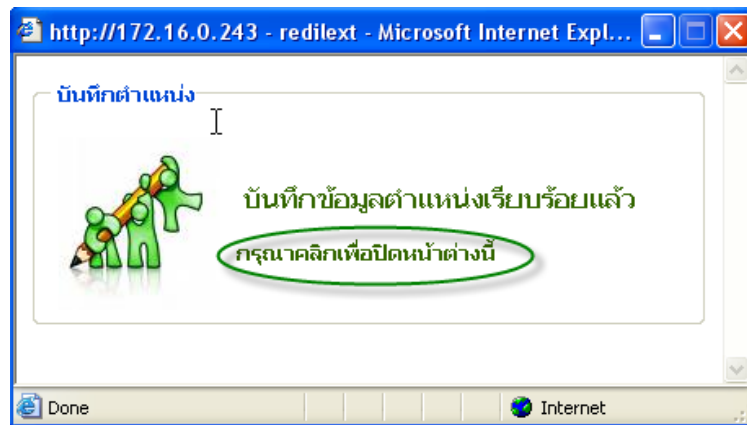 http://172.16.0.243 - redilext - Microsoft Internet Expl...
บันทึกตำแหน่ง
บันทึกข้อมูลตำแหน่งเรียบร้อยแล้ว
กรุณาคลิกเพื่อปิดหน้าต่างนี้
Done
Internet